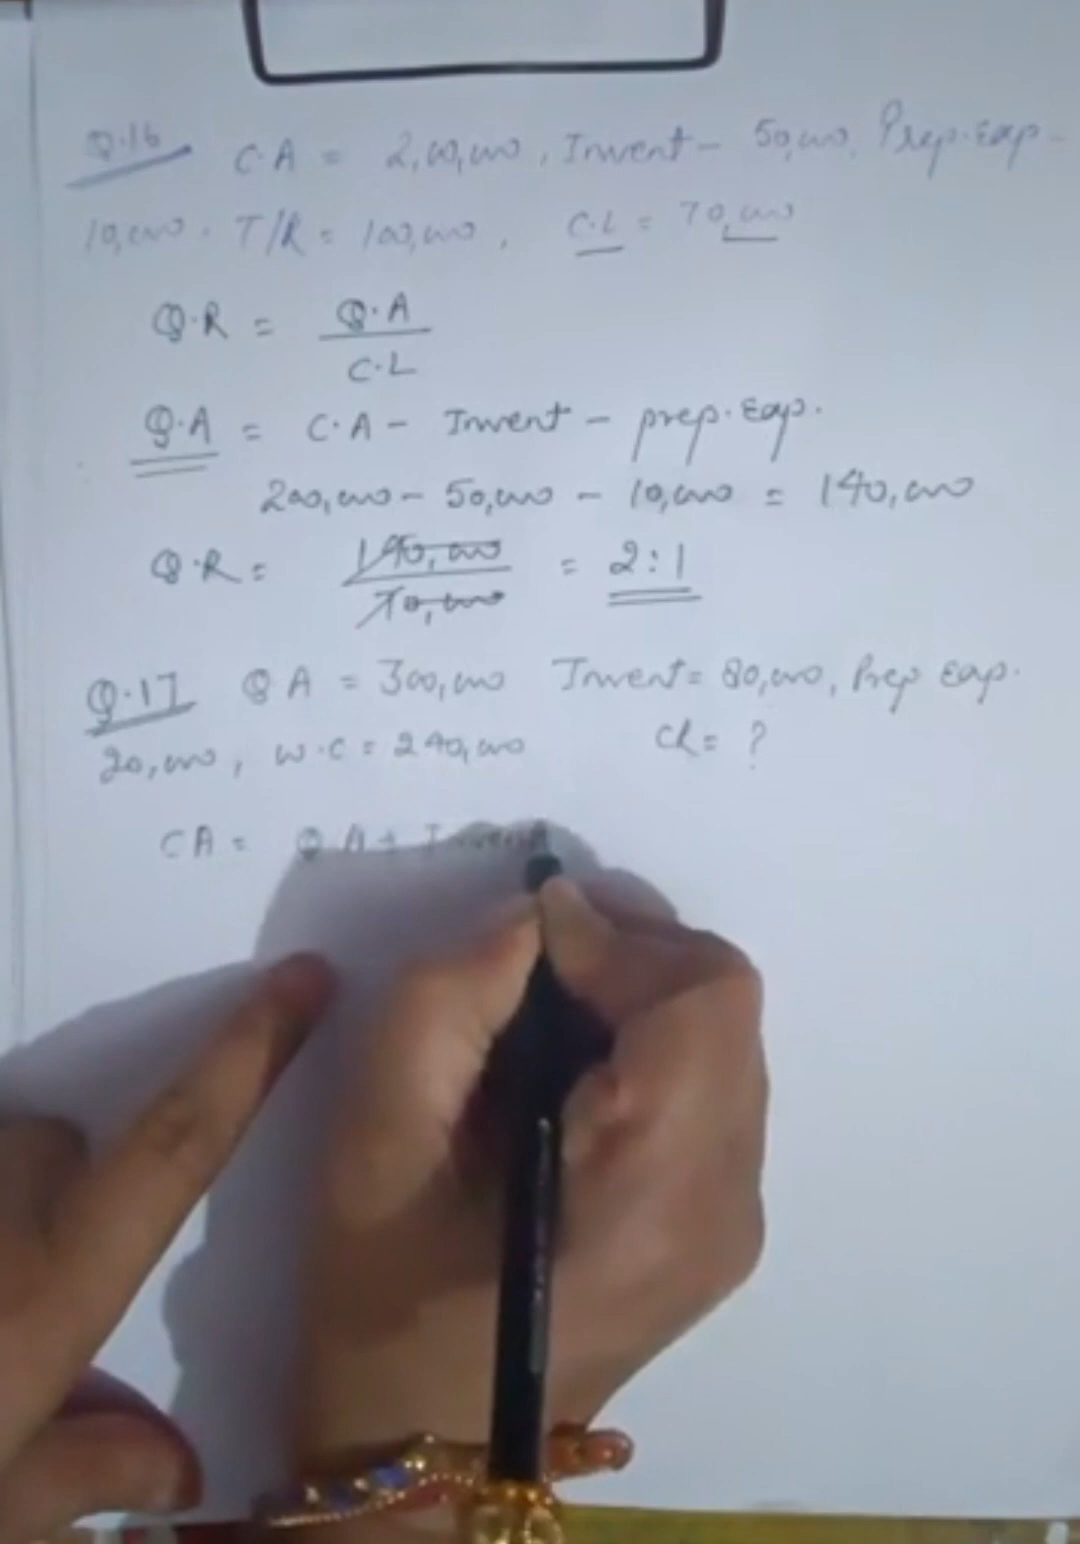 Q.16 C.A = 2,00,000, Invent - 50,000, Prep. Exp -
10,000. T/R = 100,000, C.L = 70,000
Q.R = Q.A / C.L
Q.A = C.A - Invent - prep. Exp.
200,000 - 50,000 - 10,000 = 140,000
Q.R = 140,000 / 70,000 = 2:1
Q.17 Q A = 300,000 Invent = 80,000, Prep Exp.
20,000, W.C = 240,000 CR = ?
CA = Q A + Invent